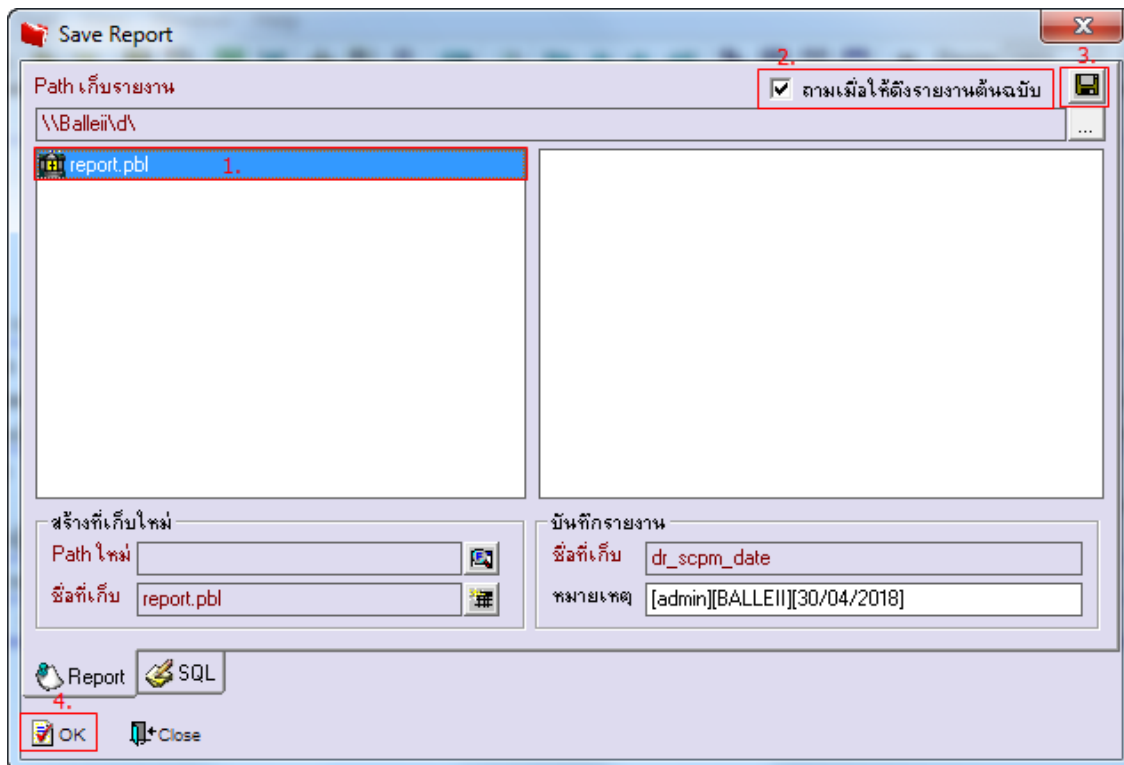 Save Report
2.
3.
Path เก็บรายงาน
ถามเมื่อให้ดึงรายงานต้นฉบับ
\\Balleii\d\
...
report.pbl
1.
สร้างที่เก็บใหม่
Path ใหม่
ชื่อที่เก็บ report.pbl
บันทึกรายงาน
ชื่อที่เก็บ dr_scpm_date
หมายเหตุ [admin][BALLEII][30/04/2018]
Report SQL
4.
OK Close